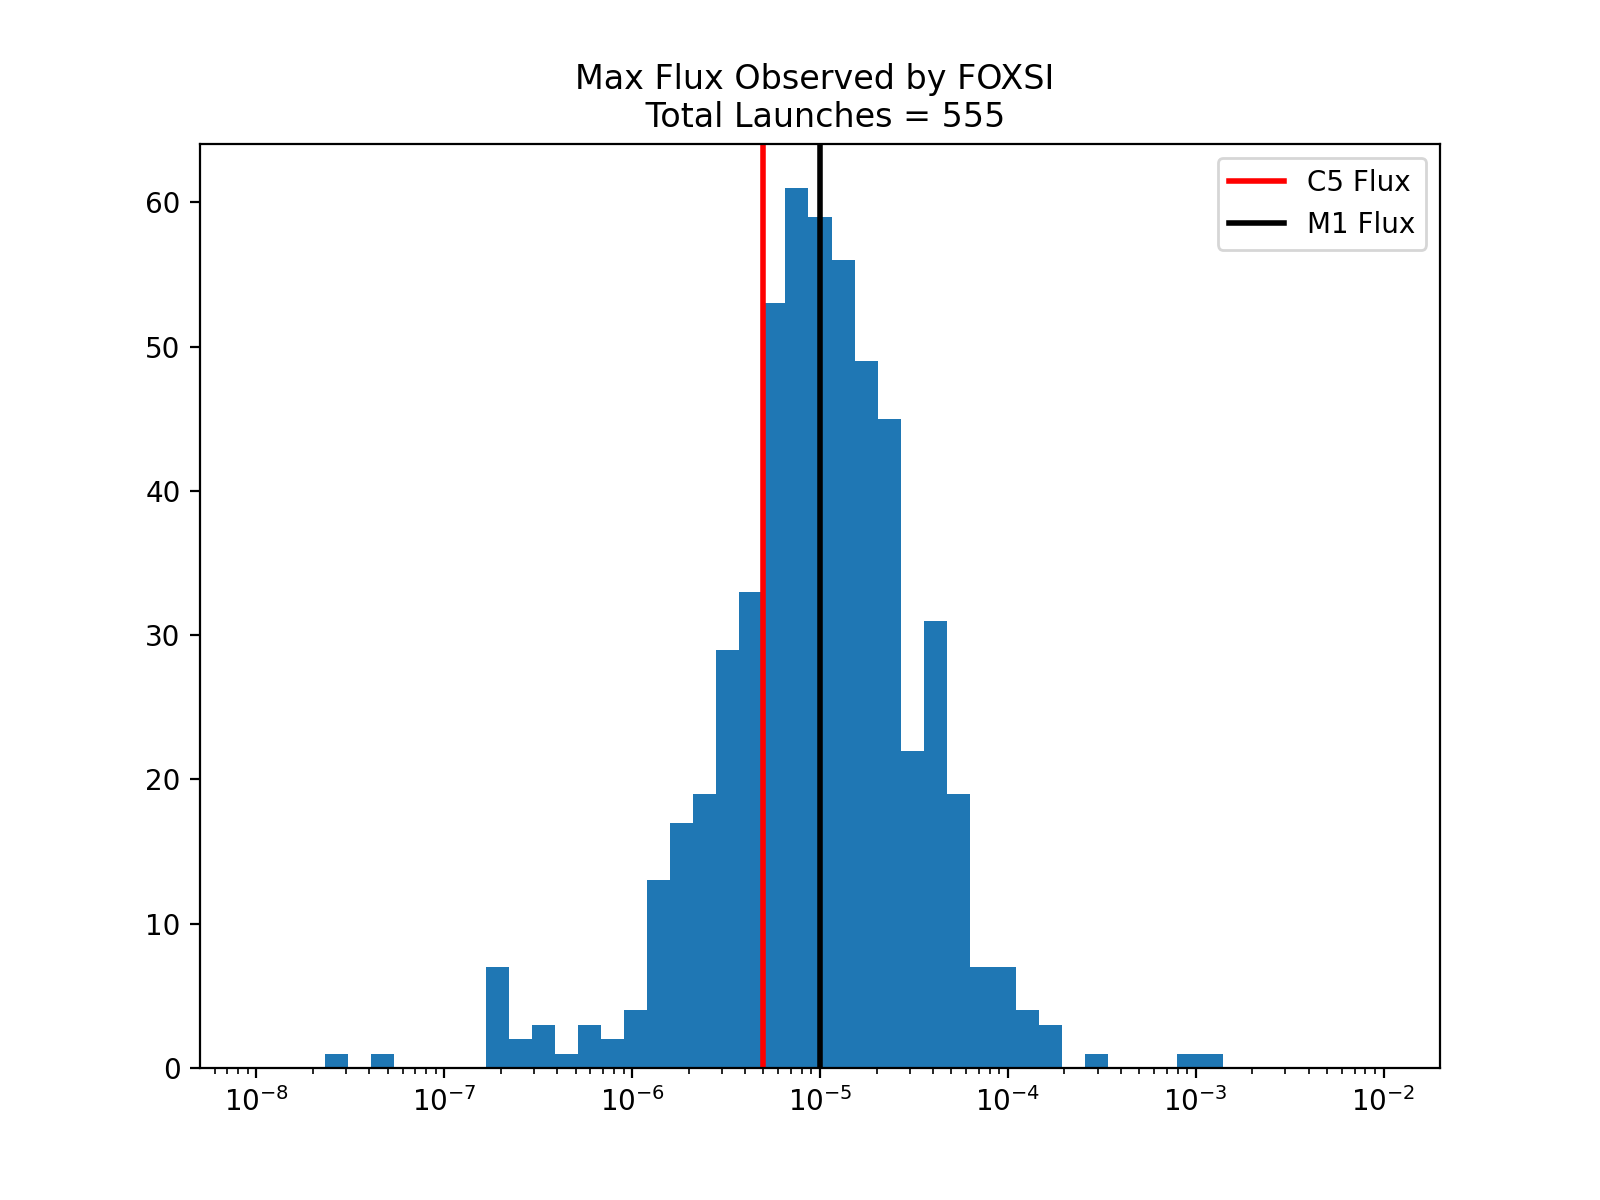 Max Flux Observed by FOXSI
Total Launches = 555
C5 Flux
M1 Flux
60
50
40
30
20
10
0
10⁻⁸ 10⁻⁷ 10⁻⁶ 10⁻⁵ 10⁻⁴ 10⁻³ 10⁻²